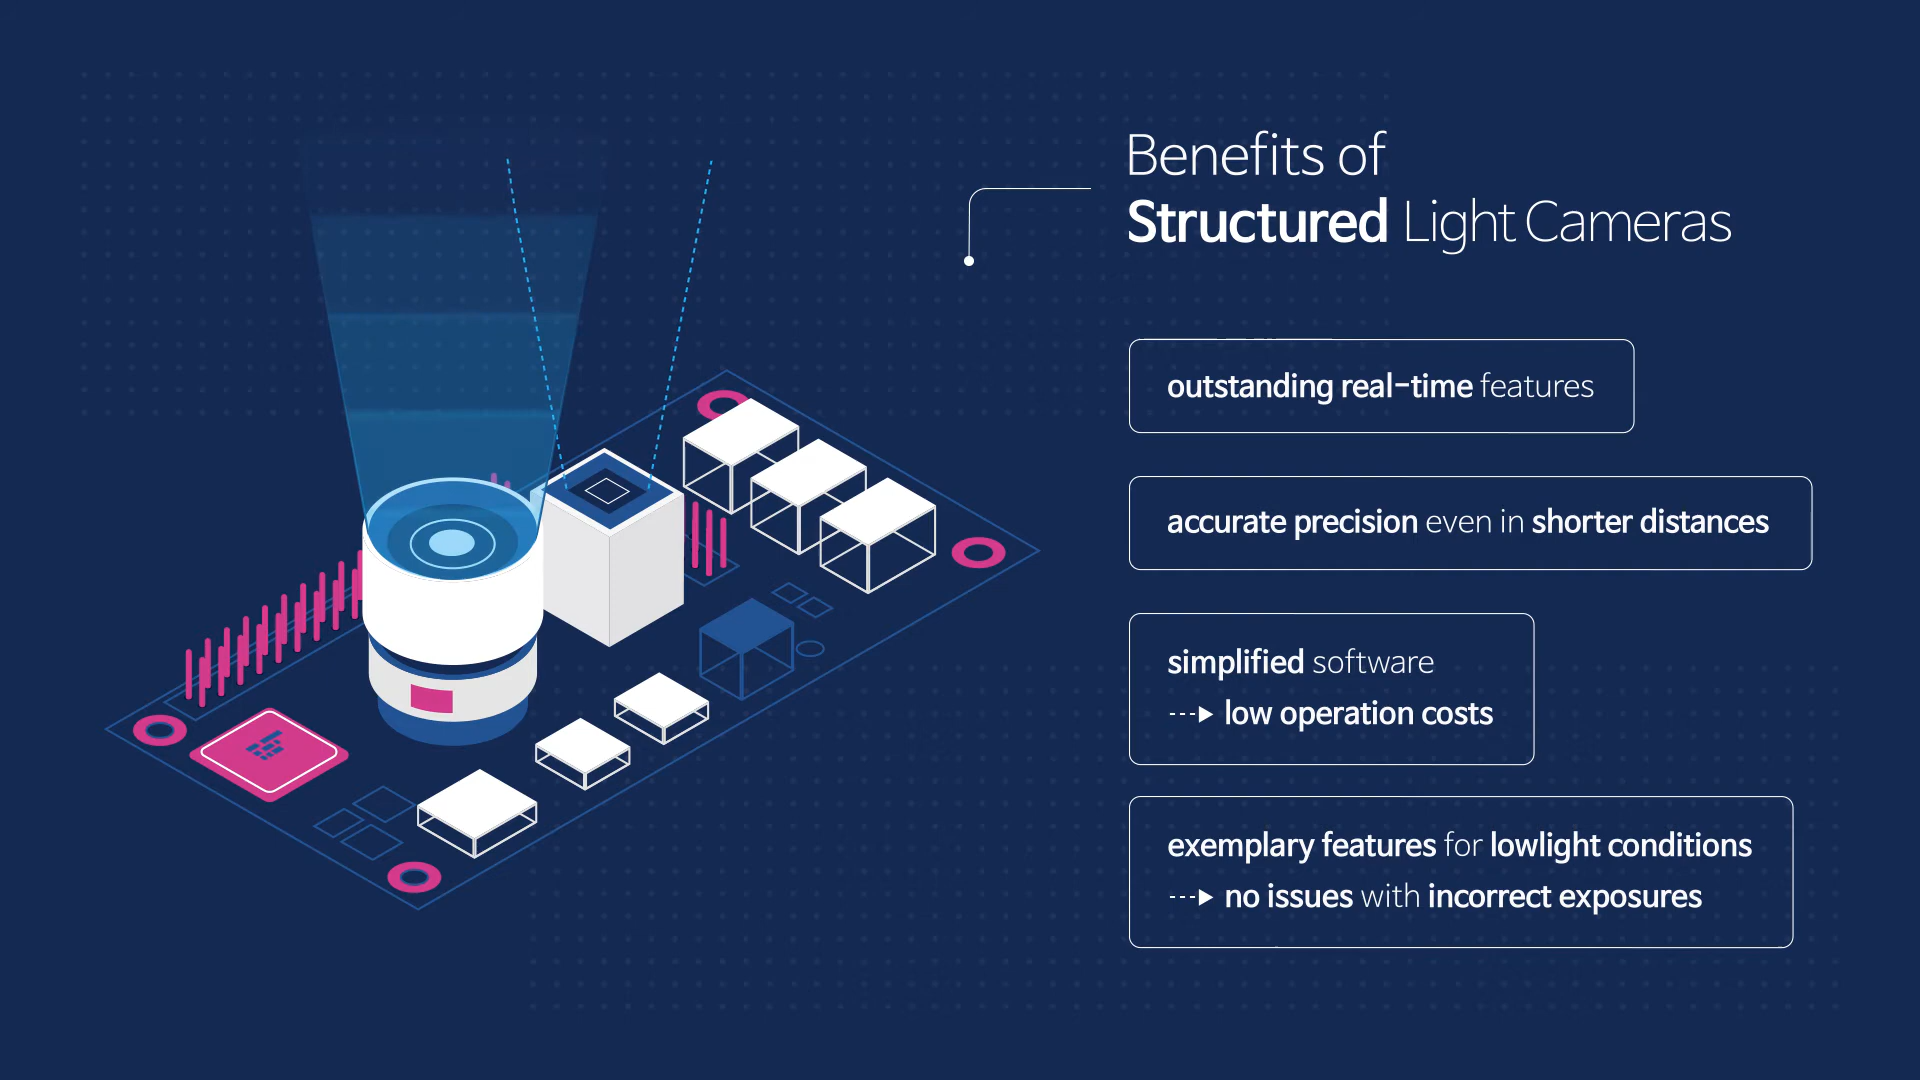 Benefits of
Structured Light Cameras
outstanding real-time features
accurate precision even in shorter distances
simplified software
low operation costs
exemplary features for lowlight conditions
no issues with incorrect exposures